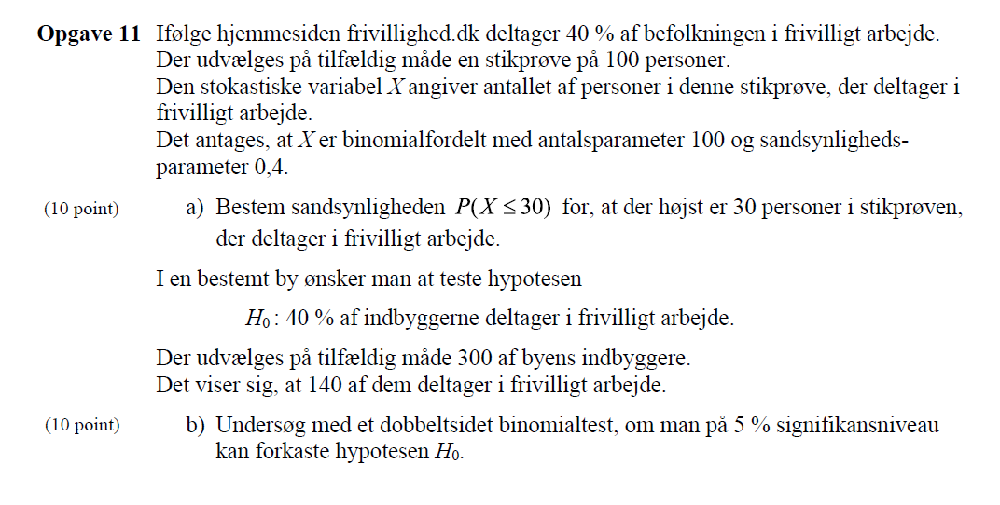 Opgave 11 Ifølge hjemmesiden frivillighed.dk deltager 40 % af befolkningen i frivilligt arbejde.
Der udvælges på tilfældig måde en stikprøve på 100 personer.
Den stokastiske variabel X angiver antallet af personer i denne stikprøve, der deltager i
frivilligt arbejde.
Det antages, at X er binomialfordelt med antalsparameter 100 og sandsynligheds-
parameter 0,4.
(10 point) a) Bestem sandsynligheden P(X ≤ 30) for, at der højst er 30 personer i stikprøven,
der deltager i frivilligt arbejde.
I en bestemt by ønsker man at teste hypotesen
H₀ : 40 % af indbyggerne deltager i frivilligt arbejde.
Der udvælges på tilfældig måde 300 af byens indbyggere.
Det viser sig, at 140 af dem deltager i frivilligt arbejde.
(10 point) b) Undersøg med et dobbeltsidet binomialtest, om man på 5 % signifikansniveau
kan forkaste hypotesen H₀.